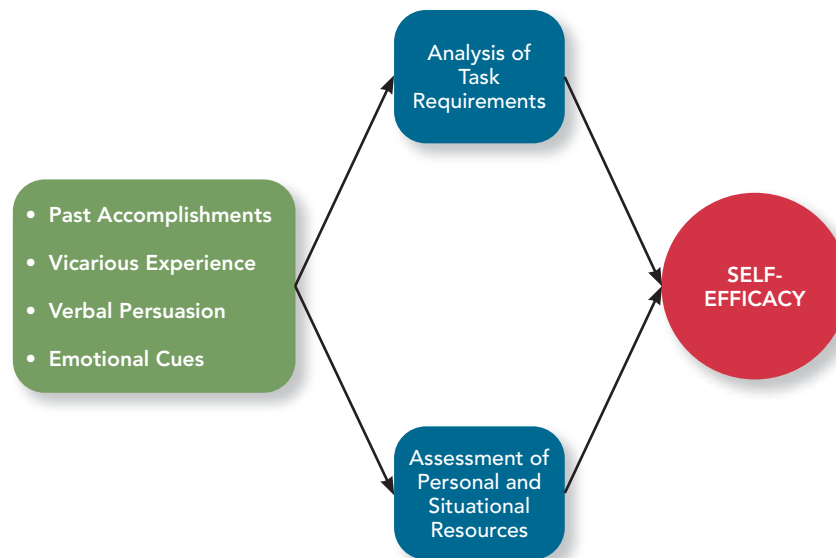 Analysis of
Task
Requirements
• Past Accomplishments
• Vicarious Experience
• Verbal Persuasion
• Emotional Cues
SELF-
EFFICACY
Assessment of
Personal and
Situational
Resources